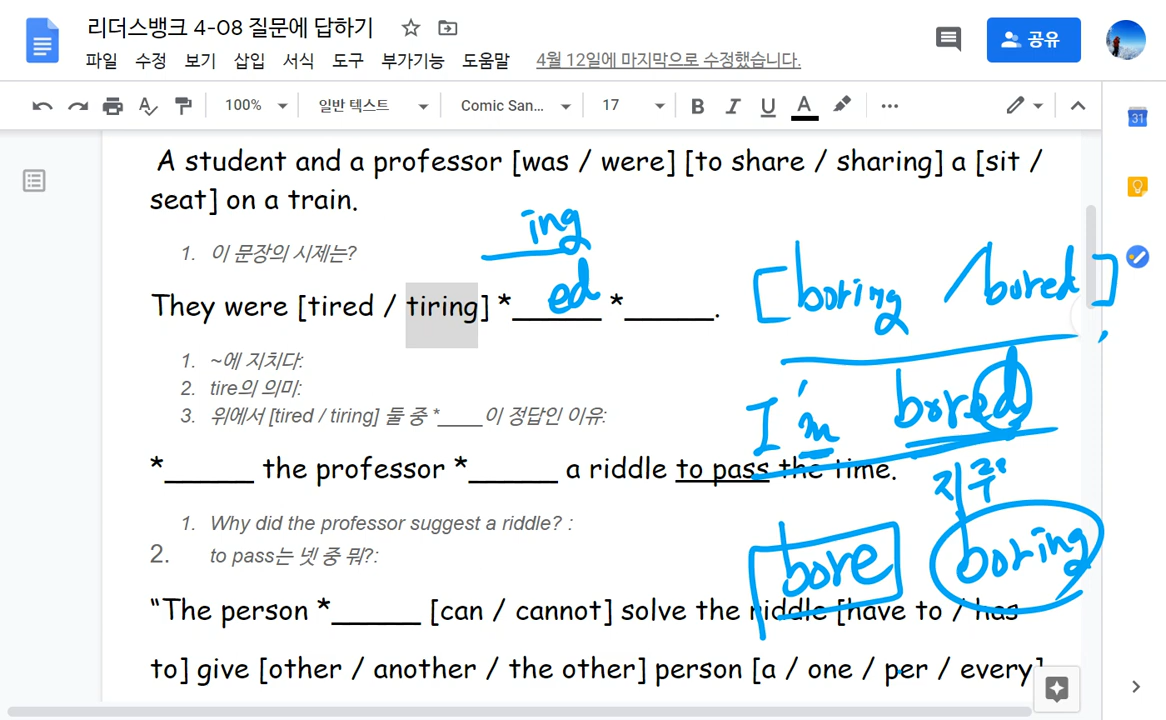 리더스뱅크 4-08 질문에 답하기
파일 수정 보기 삽입 서식 도구 부가기능 도움말 4월 12일에 마지막으로 수정했습니다.
공유
100% 일반 텍스트 Comic San... 17 B I U A
31
A student and a professor [was / were] [to share / sharing] a [sit /
seat] on a train.
ing
1. 이 문장의 시제는?
ed
[boring / bored]
They were [tired / tiring] *______ *______.
1. ~에 지치다:
2. tire의 의미:
3. 위에서 [tired / tiring] 둘 중 *_____이 정답인 이유:
I'm bored
*______ the professor *______ a riddle to pass the time.
지루
1. Why did the professor suggest a riddle? :
2. to pass는 넷 중 뭐?:
bore boring
“The person *______ [can / cannot] solve the riddle [have to / has
to] give [other / another / the other] person [a / one / per / every]